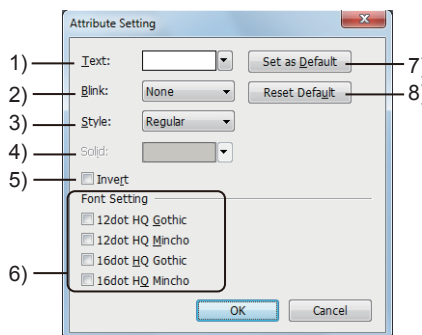 Attribute Setting
1) Text: Set as Default 7)
2) Blink: None Reset Default 8)
3) Style: Regular
4) Solid:
5) Invert
Font Setting
12dot HQ Gothic
12dot HQ Mincho
6) 16dot HQ Gothic
16dot HQ Mincho
OK Cancel